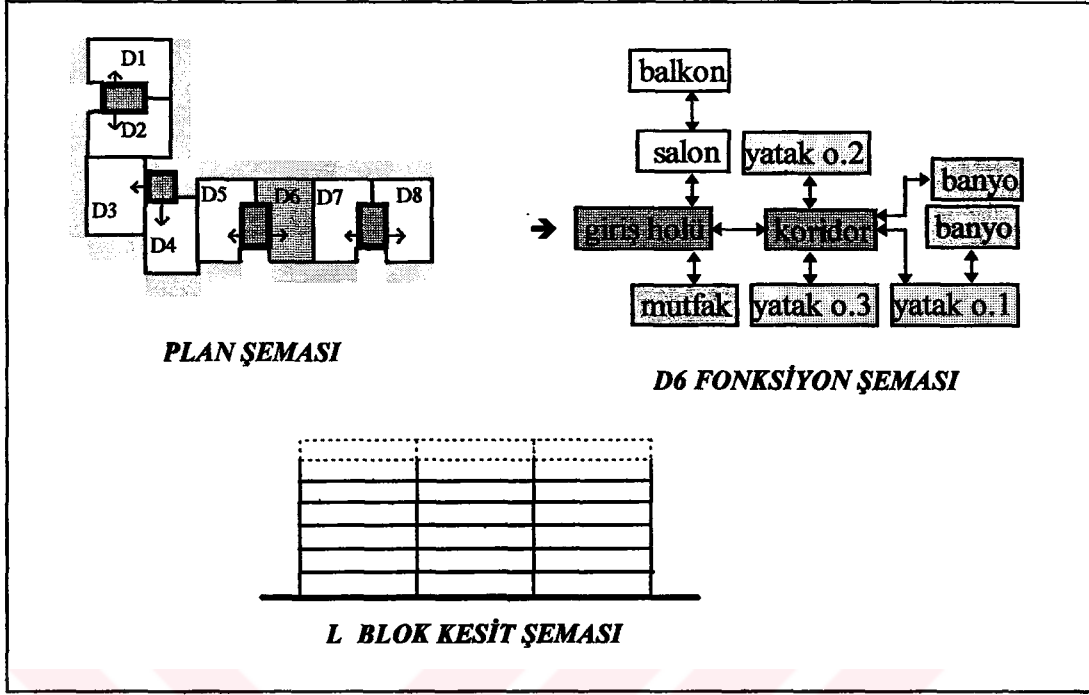 D1
D2
D3
D4
D5
D6
D7
D8
PLAN ŞEMASI
balkon
salon
yatak o.2
banyo
giriş holü
koridor
banyo
mutfak
yatak o.3
yatak o.1
D6 FONKSİYON ŞEMASI
L BLOK KESİT ŞEMASI